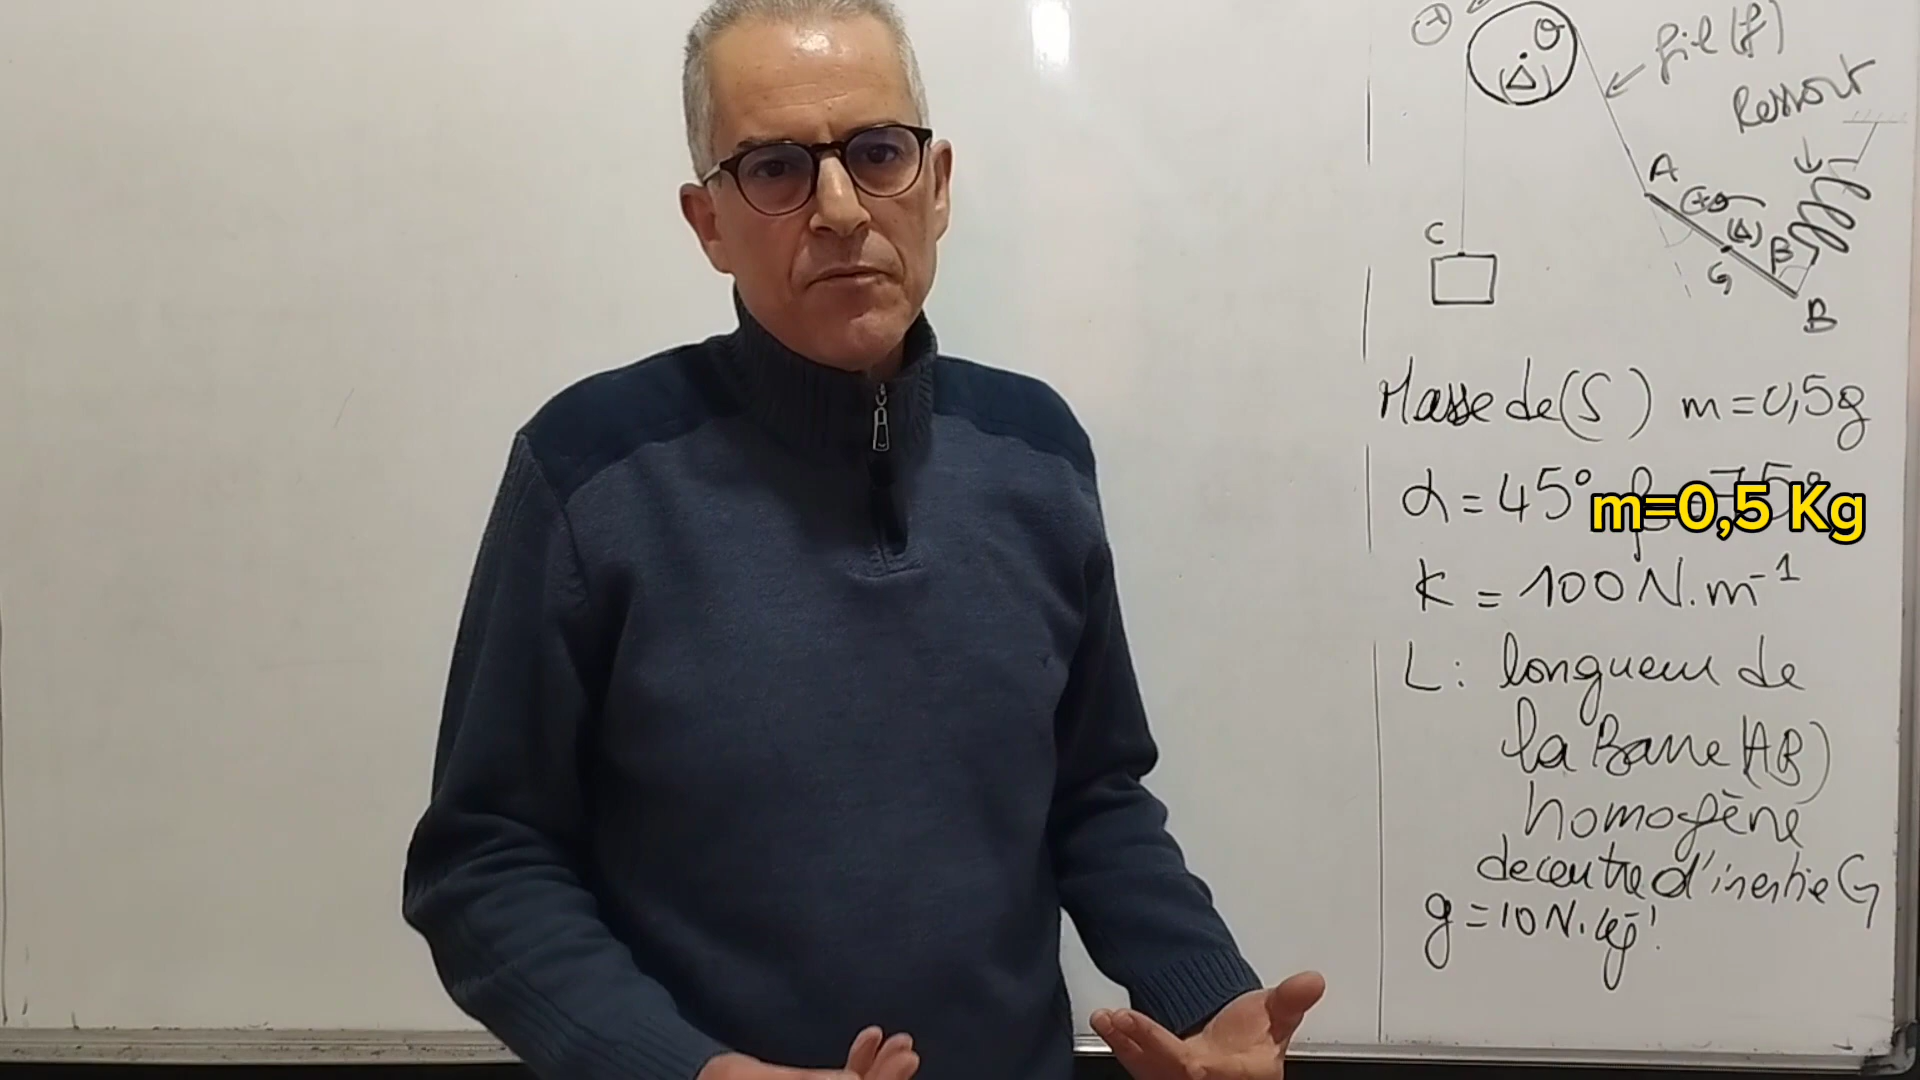 O
(Δ)
fil (f)
Ressort
A
(Δ)
C
G
β
B
Masse de (S) m = 0,5g
α = 45°
m=0,5 Kg
K = 100 N.m⁻¹
L : longueur de
la Barre (AB)
homogène
de centre d'inertie G
g = 10 N.kg⁻¹.